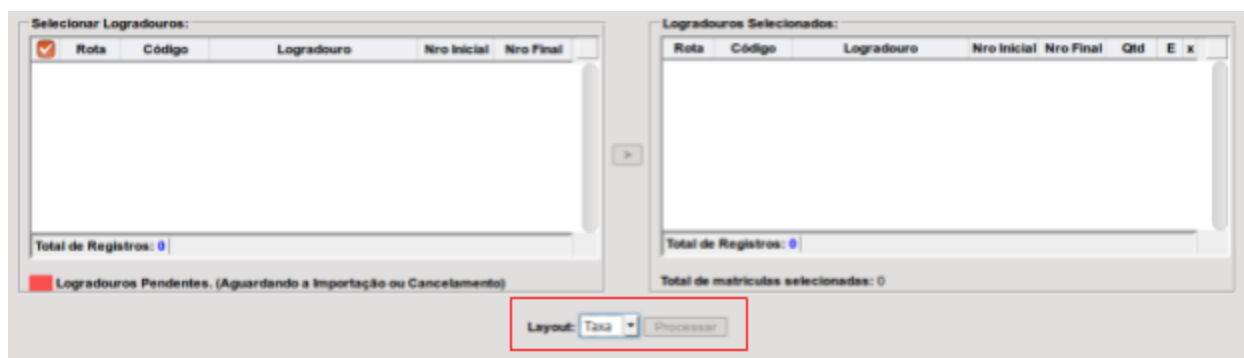 Selecionar Logradouros:
Rota Código Logradouro Nro Inicial Nro Final
Total de Registros: 0
Logradouros Pendentes. (Aguardando a Importação ou Cancelamento)
>
Logradouros Selecionados:
Rota Código Logradouro Nro Inicial Nro Final Qtd E x
Total de Registros: 0
Total de matriculas selecionadas: 0
Layout: Taxa Processar